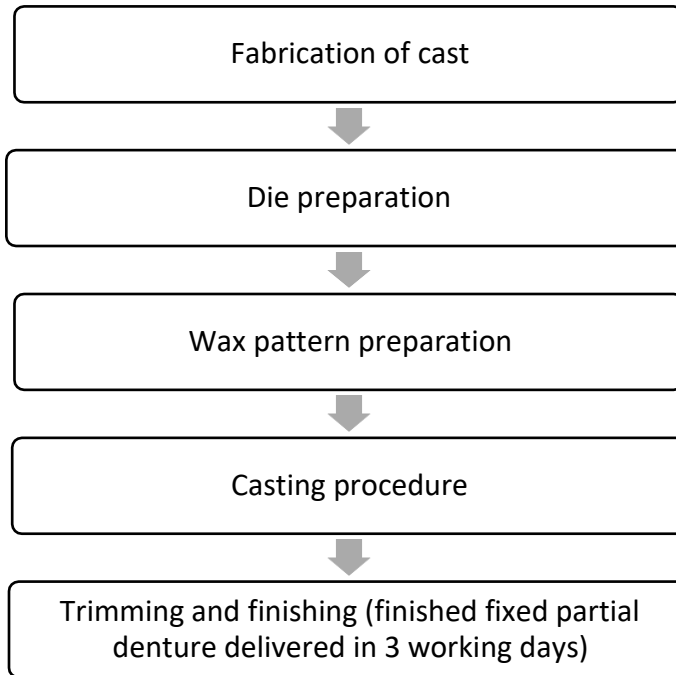 Fabrication of cast
Die preparation
Wax pattern preparation
Casting procedure
Trimming and finishing (finished fixed partial
denture delivered in 3 working days)